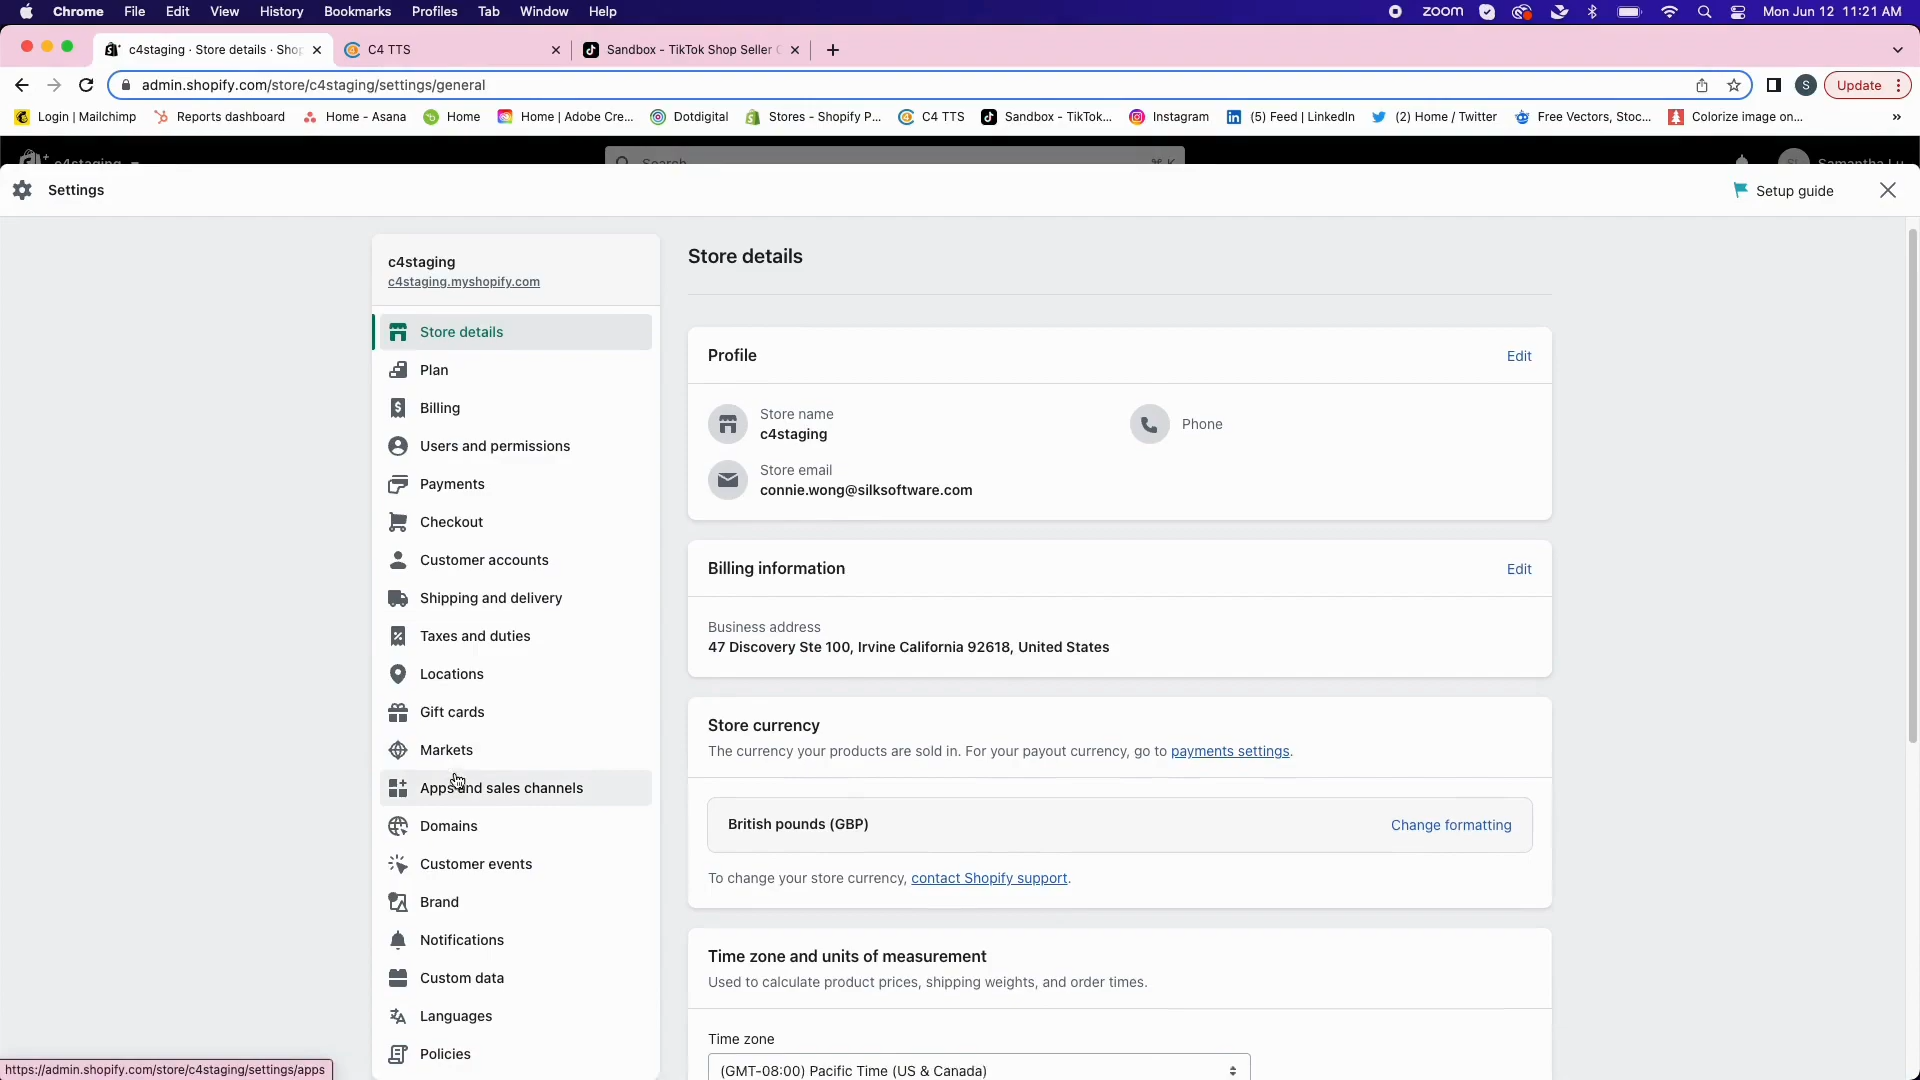 Chrome File Edit View History Bookmarks Profiles Tab Window Help zoom Mon Jun 12 11:21 AM
c4staging · Store details · Shop C4 TTS Sandbox - TikTok Shop Seller C
admin.shopify.com/store/c4staging/settings/general S Update
Login | Mailchimp Reports dashboard Home - Asana Home Home | Adobe Cre... Dotdigital Stores - Shopify P... C4 TTS Sandbox - TikTok... Instagram (5) Feed | LinkedIn (2) Home / Twitter Free Vectors, Stoc... Colorize image on... »
c4staging Search ⌘ K Samantha Lu
Settings Setup guide
c4staging
c4staging.myshopify.com
Store details
Plan
Billing
Users and permissions
Payments
Checkout
Customer accounts
Shipping and delivery
Taxes and duties
Locations
Gift cards
Markets
Apps and sales channels
Domains
Customer events
Brand
Notifications
Custom data
Languages
Policies
Store details
Profile Edit
Store name
c4staging
Phone
Store email
connie.wong@silksoftware.com
Billing information Edit
Business address
47 Discovery Ste 100, Irvine California 92618, United States
Store currency
The currency your products are sold in. For your payout currency, go to payments settings.
British pounds (GBP) Change formatting
To change your store currency, contact Shopify support.
Time zone and units of measurement
Used to calculate product prices, shipping weights, and order times.
Time zone
(GMT-08:00) Pacific Time (US & Canada)
https://admin.shopify.com/store/c4staging/settings/apps